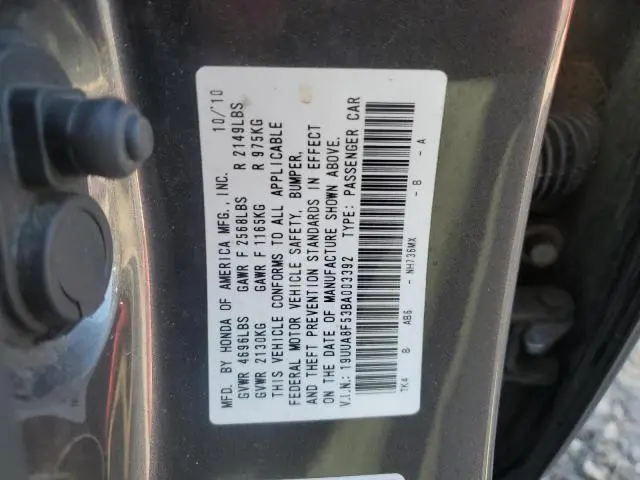 MFD. BY HONDA OF AMERICA MFG., INC. 10/'10
GVWR 4696LBS GAWR F 2568LBS R 2149LBS
GVWR 2130KG GAWR F 1165KG R 975KG
THIS VEHICLE CONFORMS TO ALL APPLICABLE
FEDERAL MOTOR VEHICLE SAFETY, BUMPER,
AND THEFT PREVENTION STANDARDS IN EFFECT
ON THE DATE OF MANUFACTURE SHOWN ABOVE.
V.I.N.: 19UUA8F53BA003392 TYPE: PASSENGER CAR
TK4 B- AB6 - NH736MX - B - A